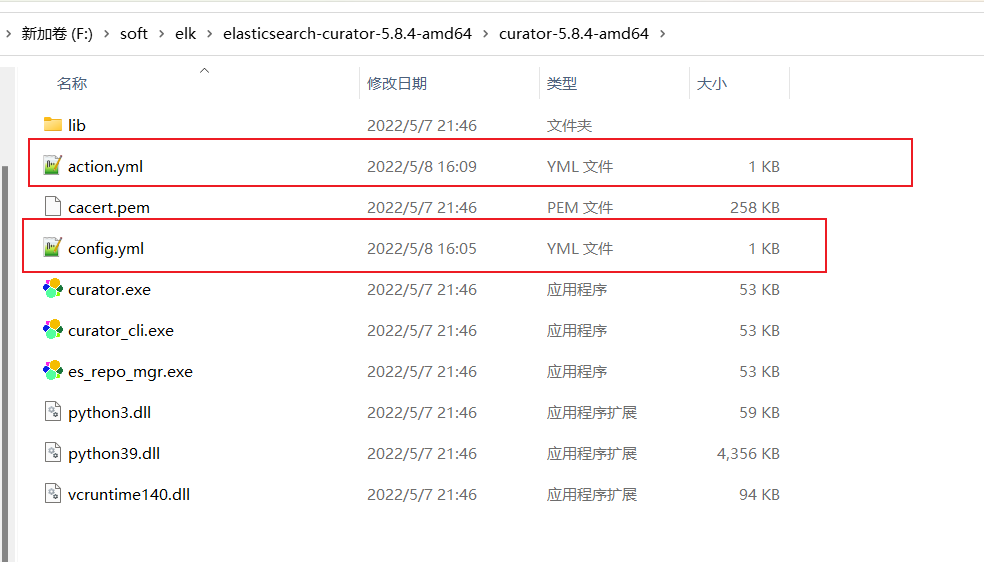 新加卷 (F:) › soft › elk › elasticsearch-curator-5.8.4-amd64 › curator-5.8.4-amd64 ›
名称 修改日期 类型 大小
lib 2022/5/7 21:46 文件夹
action.yml 2022/5/8 16:09 YML 文件 1 KB
cacert.pem 2022/5/7 21:46 PEM 文件 258 KB
config.yml 2022/5/8 16:05 YML 文件 1 KB
curator.exe 2022/5/7 21:46 应用程序 53 KB
curator_cli.exe 2022/5/7 21:46 应用程序 53 KB
es_repo_mgr.exe 2022/5/7 21:46 应用程序 53 KB
python3.dll 2022/5/7 21:46 应用程序扩展 59 KB
python39.dll 2022/5/7 21:46 应用程序扩展 4,356 KB
vcruntime140.dll 2022/5/7 21:46 应用程序扩展 94 KB